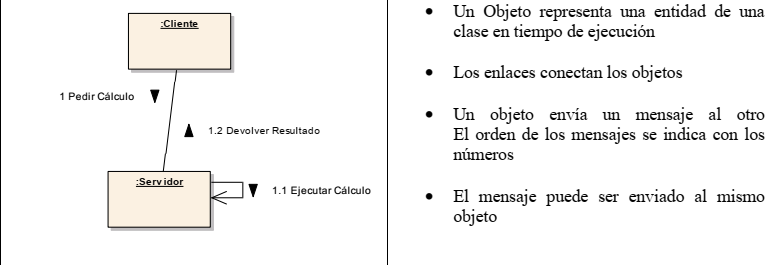 :Cliente
1 Pedir Cálculo
1.2 Devolver Resultado
:Servidor
1.1 Ejecutar Cálculo
• Un Objeto representa una entidad de una
clase en tiempo de ejecución
• Los enlaces conectan los objetos
• Un objeto envía un mensaje al otro
El orden de los mensajes se indica con los
números
• El mensaje puede ser enviado al mismo
objeto